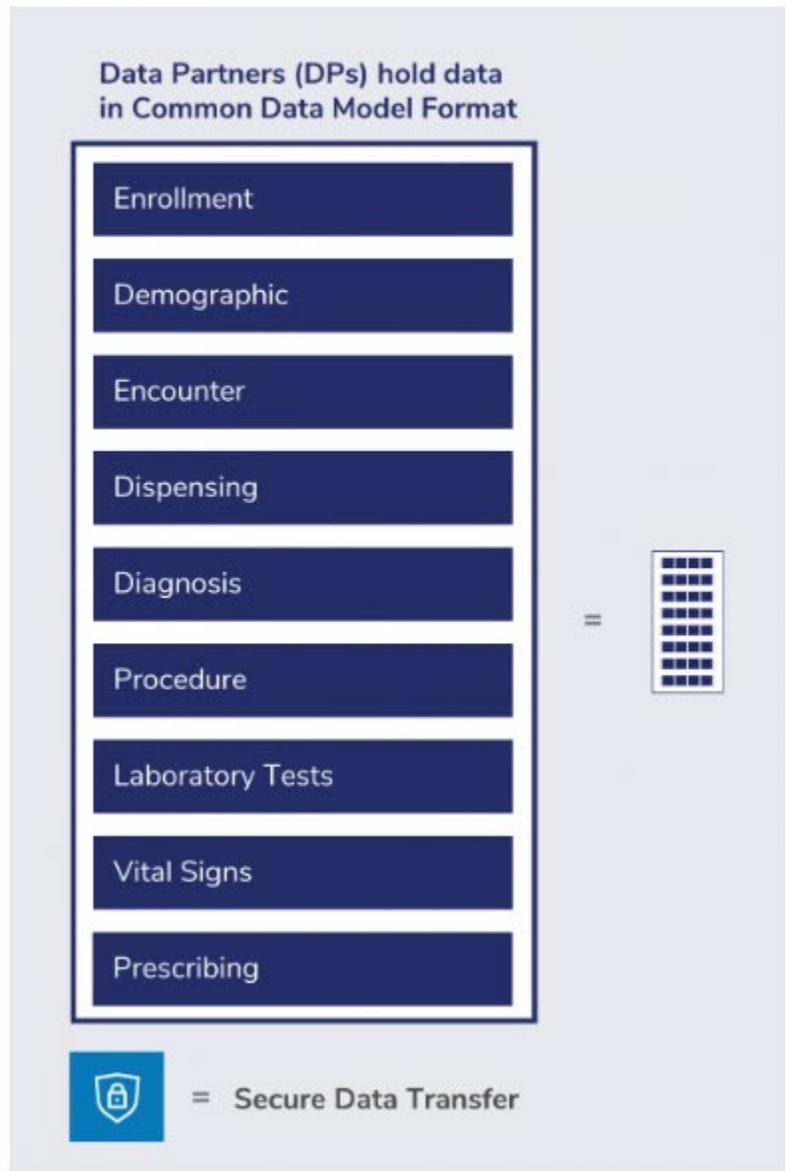 Data Partners (DPs) hold data
in Common Data Model Format
Enrollment
Demographic
Encounter
Dispensing
Diagnosis
Procedure
=
Laboratory Tests
Vital Signs
Prescribing
= Secure Data Transfer